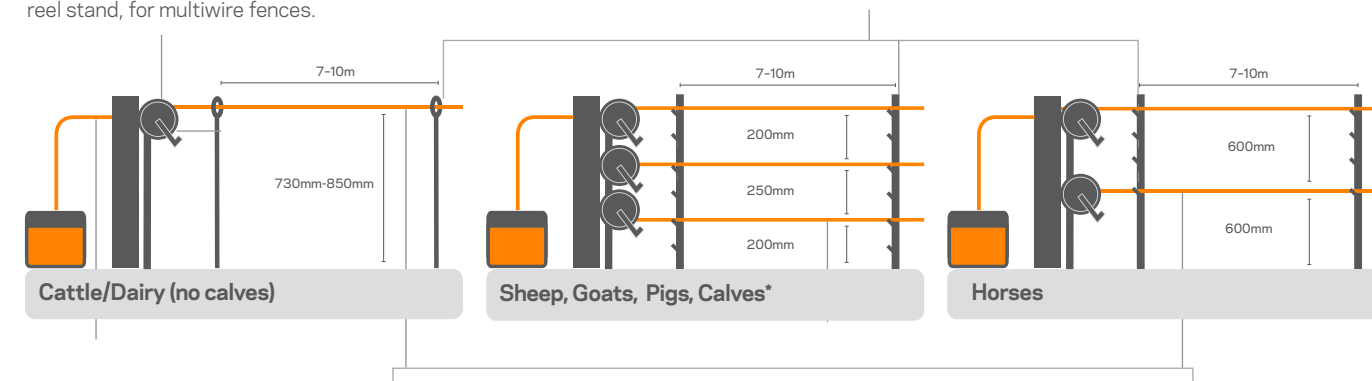 reel stand, for multiwire fences.
7-10m
7-10m
7-10m
730mm-850mm
200mm
250mm
200mm
600mm
600mm
Cattle/Dairy (no calves)
Sheep, Goats, Pigs, Calves*
Horses